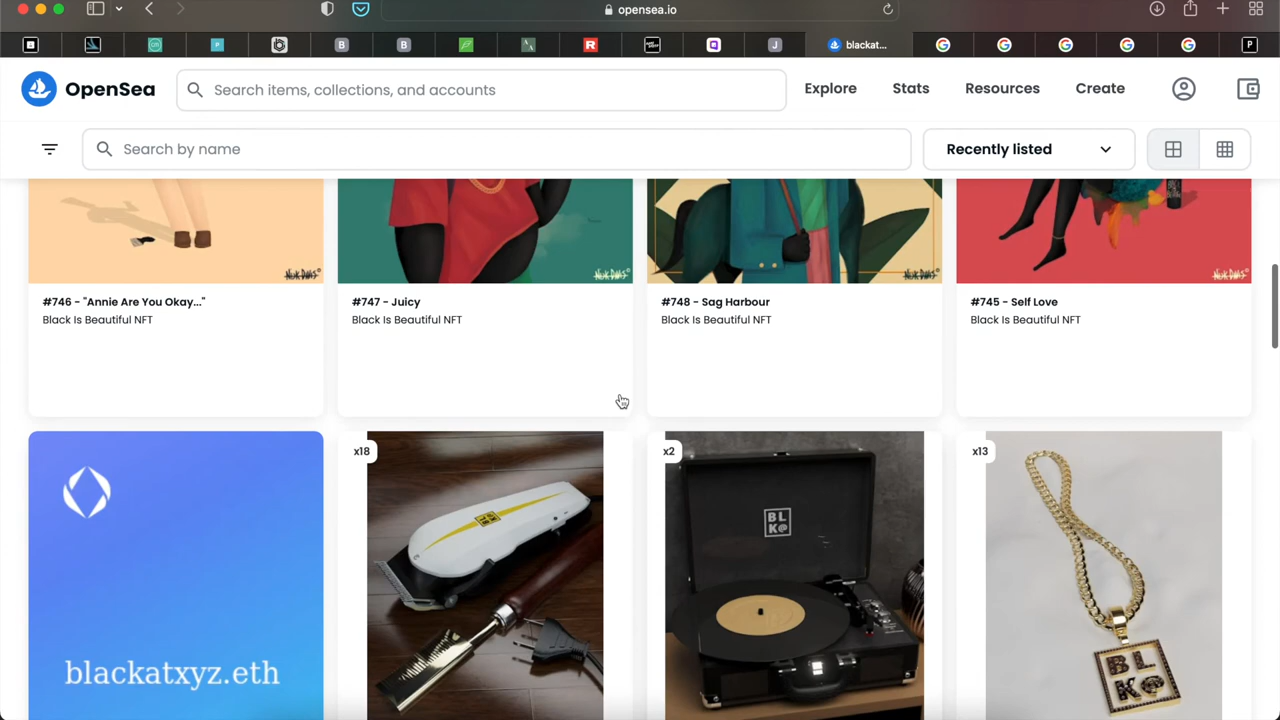 opensea.io
blackat...
OpenSea
Search items, collections, and accounts
Explore
Stats
Resources
Create
Search by name
Recently listed
#746 - "Annie Are You Okay..."
Black Is Beautiful NFT
#747 - Juicy
Black Is Beautiful NFT
#748 - Sag Harbour
Black Is Beautiful NFT
#745 - Self Love
Black Is Beautiful NFT
blackatxyz.eth
x18
x2
BL
K@
x13
BL
K@